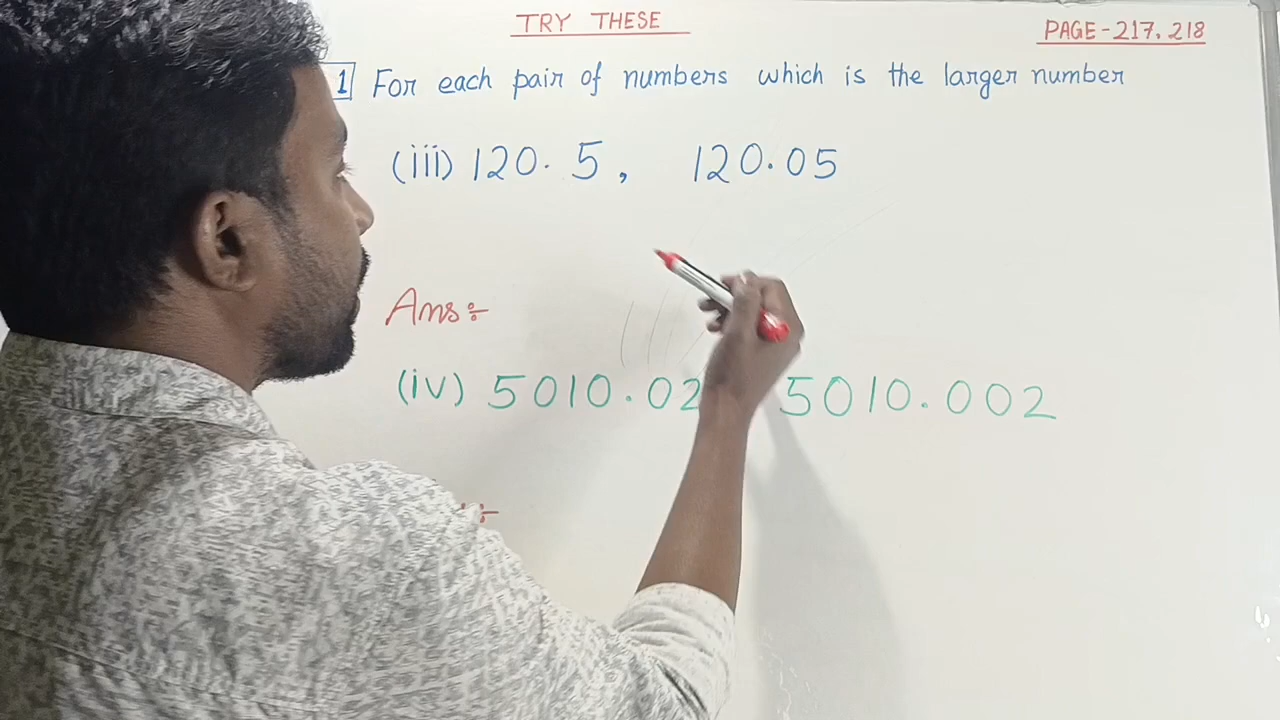 TRY THESE
PAGE-217, 218
1 For each pair of numbers which is the larger number
(iii) 120. 5, 120.05
Ans÷
(iv) 5010.02 5010.002